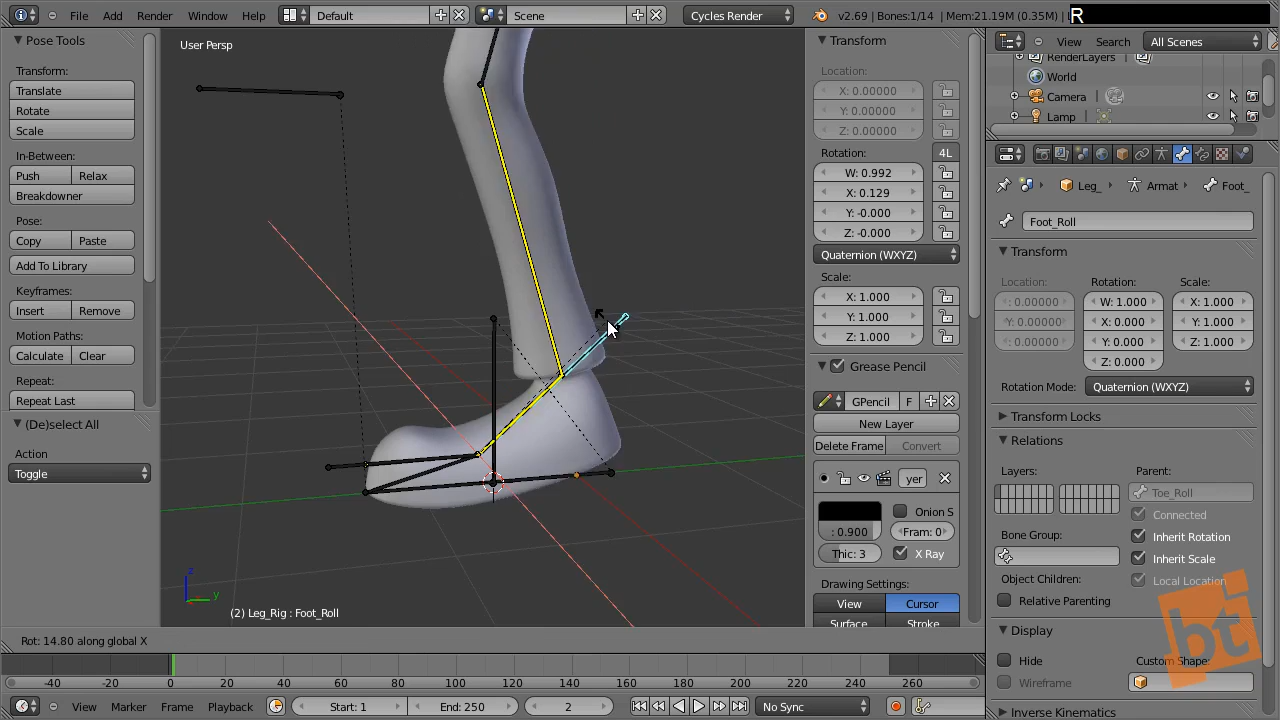 File Add Render Window Help
Default
Scene
Cycles Render
v2.69 | Bones:1/14 | Mem:21.19M (0.35M) |
R
Pose Tools
Transform:
Translate
Rotate
Scale
In-Between:
Push Relax
Breakdowner
Pose:
Copy Paste
Add To Library
Keyframes:
Insert Remove
Motion Paths:
Calculate Clear
Repeat:
Repeat Last
(De)select All
Action
Toggle
User Persp
z
y
(2) Leg_Rig : Foot_Roll
Transform
Location:
X: 0.00000
Y: 0.00000
Z: 0.00000
Rotation: 4L
W: 0.992
X: 0.129
Y: -0.000
Z: -0.000
Quaternion (WXYZ)
Scale:
X: 1.000
Y: 1.000
Z: 1.000
Grease Pencil
GPencil F
New Layer
Delete Frame Convert
yer
Onion S
: 0.900 Fram: 0
Thic: 3 X Ray
Drawing Settings:
View Cursor
Surface Stroke
View Search All Scenes
RenderLayers
World
Camera
Lamp
Leg_ Armat Foot_
Foot_Roll
Transform
Location: Rotation: Scale:
: 0.00000 W: 1.000 X: 1.000
Y: 0.00000 X: 0.000 Y: 1.000
: 0.00000 Y: 0.000 Z: 1.000
Z: 0.000
Rotation Mode: Quaternion (WXYZ)
Transform Locks
Relations
Layers: Parent:
Toe_Roll
Connected
Bone Group: Inherit Rotation
Inherit Scale
Object Children: Local Location
Relative Parenting
Display
Hide Custom Shape:
Wireframe
Inverse Kinematics
bt
Rot: 14.80 along global X
-40 -20 0 20 40 60 80 100 120 140 160 180 200 220 240 260
View Marker Frame Playback Start: 1 End: 250 2 No Sync